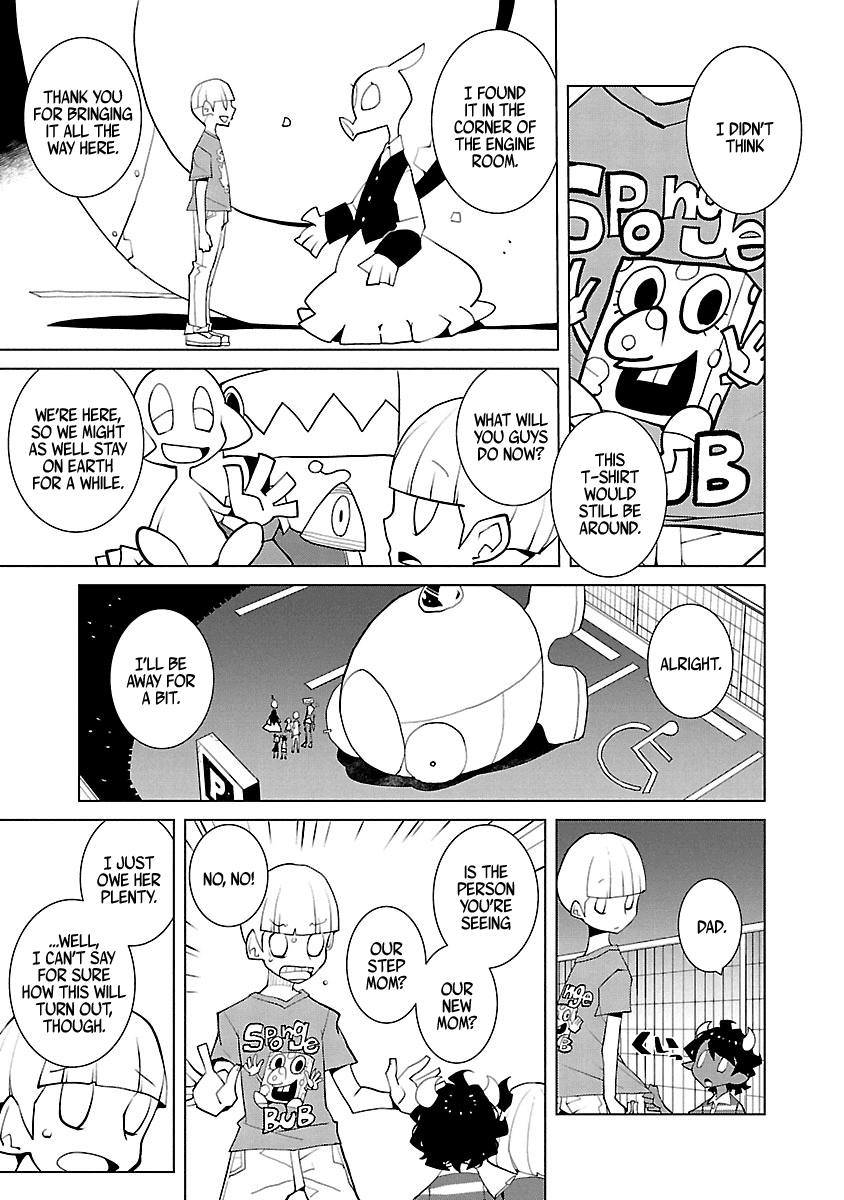 I DIDN'T
THINK
SPonge
BUB
THIS
T-SHIRT
WOULD
STILL BE
AROUND.
I FOUND
IT IN THE
CORNER OF
THE ENGINE
ROOM.
THANK YOU
FOR BRINGING
IT ALL THE
WAY HERE.
WHAT WILL
YOU GUYS
DO NOW?
WE'RE HERE,
SO WE MIGHT
AS WELL STAY
ON EARTH
FOR A WHILE.
ALRIGHT.
I'LL BE
AWAY FOR
A BIT.
P
DAD.
nge
B
くいっ
IS THE
PERSON
YOU'RE
SEEING
OUR
NEW
MOM?
OUR
STEP
MOM?
NO, NO!
SPonge
BUB
I JUST
OWE HER
PLENTY.
...WELL,
I CAN'T SAY
FOR SURE
HOW THIS WILL
TURN OUT,
THOUGH.